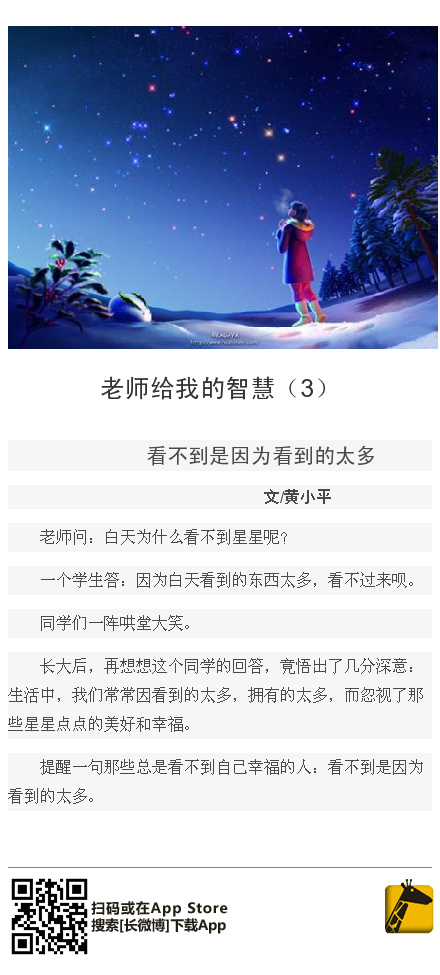 老师给我的智慧（3）
看不到是因为看到的太多
文/黄小平
老师问：白天为什么看不到星星呢？
一个学生答：因为白天看到的东西太多，看不过来呗。
同学们一阵哄堂大笑。
长大后，再想想这个同学的回答，竟悟出了几分深意：
生活中，我们常常因看到的太多，拥有的太多，而忽视了那
些星星点点的美好和幸福。
提醒一句那些总是看不到自己幸福的人：看不到是因为
看到的太多。
扫码或在App Store
搜索[长微博]下载App